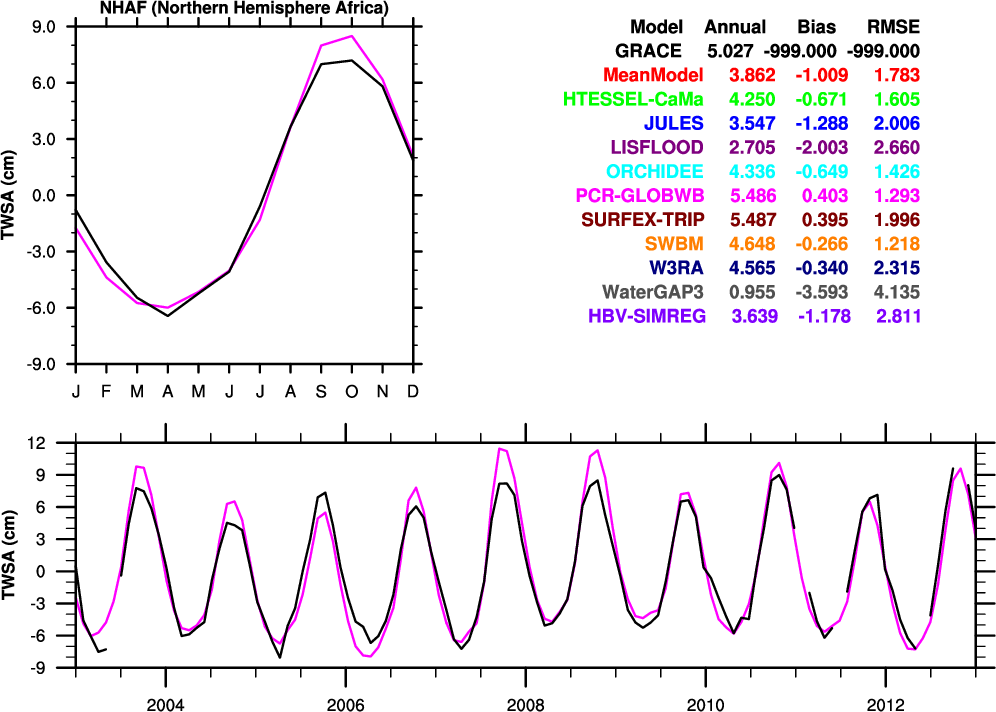 NHAF (Northern Hemisphere Africa)
9.0
6.0
3.0
0.0
-3.0
-6.0
-9.0
TWSA (cm)
J F M A M J J A S O N D
Model Annual Bias RMSE
GRACE 5.027 -999.000 -999.000
MeanModel 3.862 -1.009 1.783
HTESSEL-CaMa 4.250 -0.671 1.605
JULES 3.547 -1.288 2.006
LISFLOOD 2.705 -2.003 2.660
ORCHIDEE 4.336 -0.649 1.426
PCR-GLOBWB 5.486 0.403 1.293
SURFEX-TRIP 5.487 0.395 1.996
SWBM 4.648 -0.266 1.218
W3RA 4.565 -0.340 2.315
WaterGAP3 0.955 -3.593 4.135
HBV-SIMREG 3.639 -1.178 2.811
12
9
6
3
0
-3
-6
-9
TWSA (cm)
2004 2006 2008 2010 2012